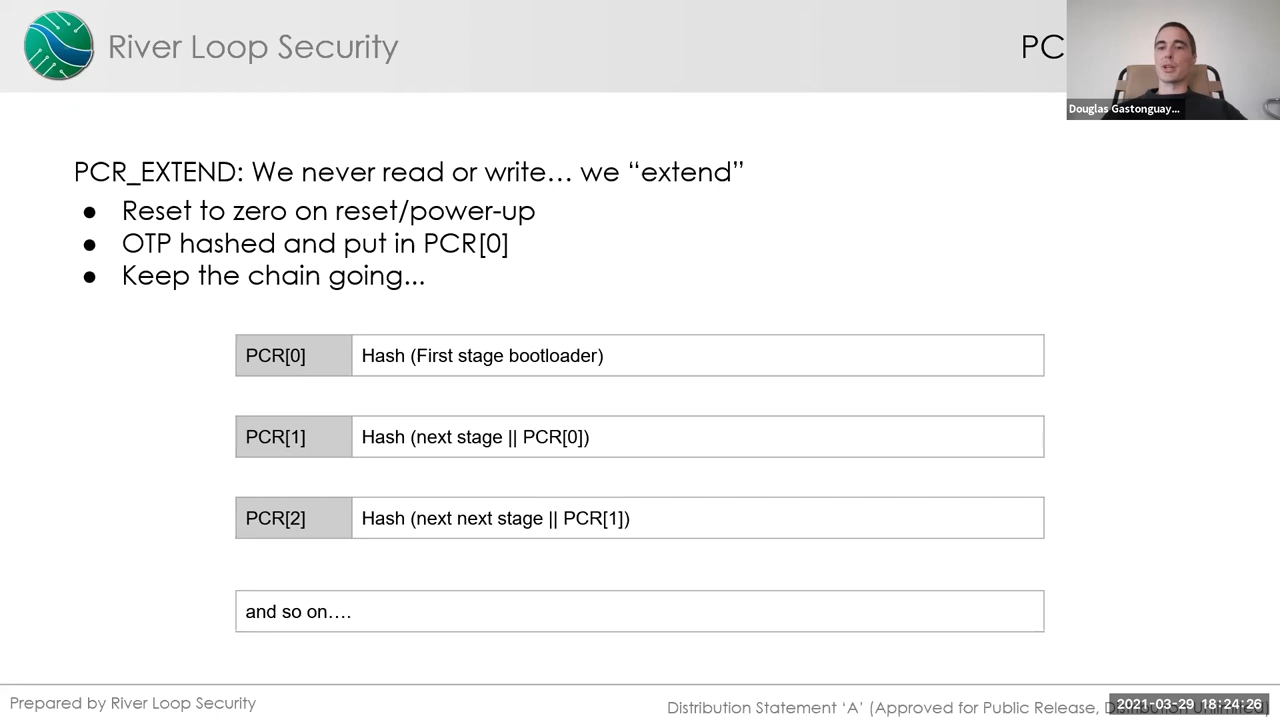 River Loop Security
PC
Douglas Gastonguay...
PCR_EXTEND: We never read or write… we “extend”
● Reset to zero on reset/power-up
● OTP hashed and put in PCR[0]
● Keep the chain going...
PCR[0] Hash (First stage bootloader)
PCR[1] Hash (next stage || PCR[0])
PCR[2] Hash (next next stage || PCR[1])
and so on….
Prepared by River Loop Security
Distribution Statement ‘A’ (Approved for Public Release, Distribution Unlimited)
2021-03-29 18:24:26